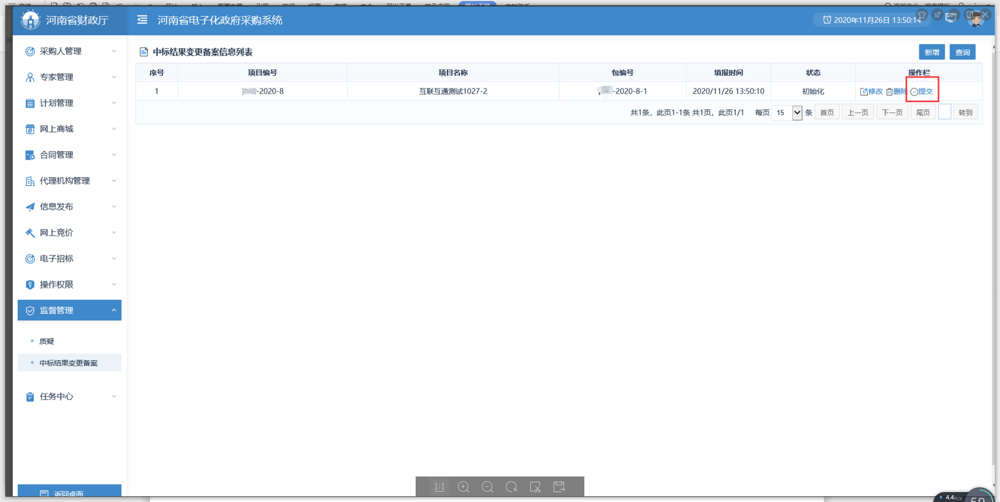 河南省财政厅
河南省电子化政府采购系统
2020年11月26日 13:50:14
采购人管理
专家管理
计划管理
网上商城
合同管理
代理机构管理
信息发布
网上竞价
电子招标
操作权限
监督管理
质疑
中标结果变更备案
任务中心
返回桌面
中标结果变更备案信息列表
新增 查询
序号 项目编号 项目名称 包编号 填报时间 状态 操作栏
1 -2020-8 互联互通测试1027-2 -2020-8-1 2020/11/26 13:50:10 初始化 修改 删除 提交
共1条，此页1-1条 共1页，此页1/1 每页 15 条 首页 上一页 下一页 尾页 转到
1:1
4.4K/s